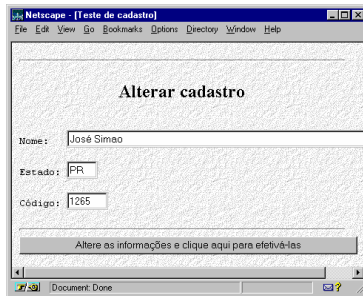 Netscape - [Teste de cadastro]
File Edit View Go Bookmarks Options Directory Window Help
Alterar cadastro
Nome: José Simao
Estado: PR
Código: 1265
Altere as informações e clique aqui para efetivá-las
Document: Done